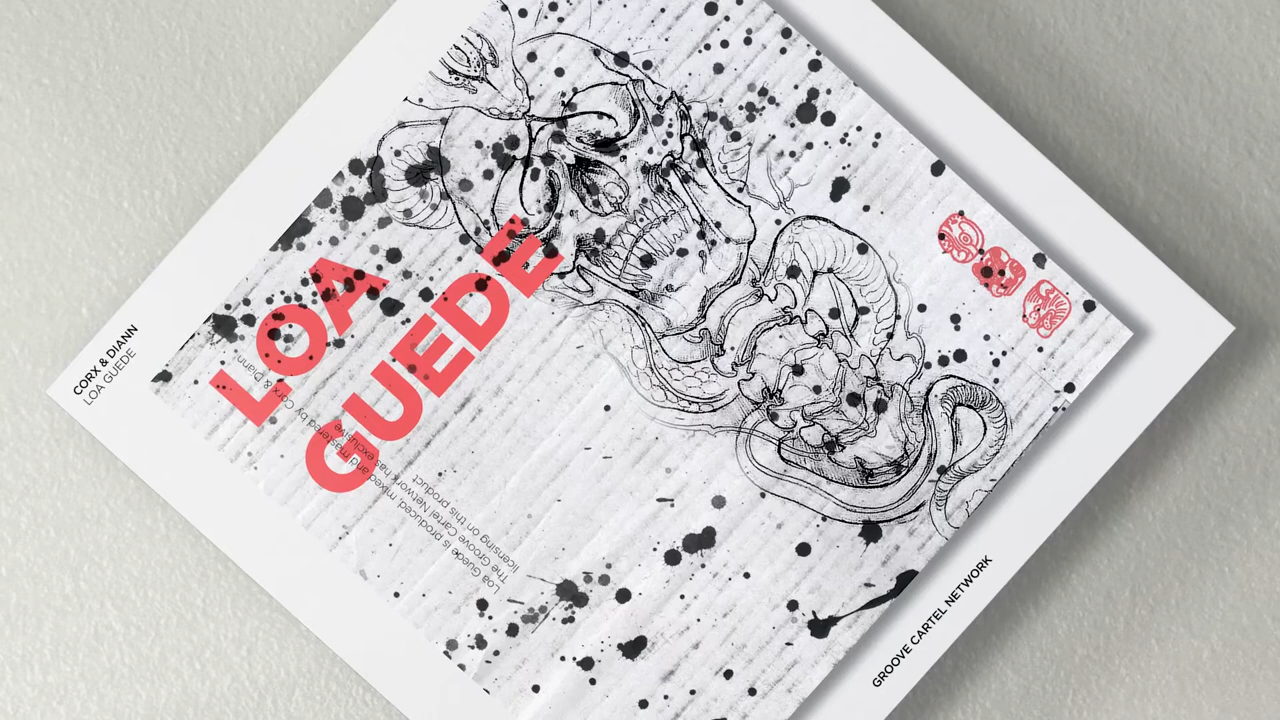 CORX & DIANN
LOA GUEDE
LOA
GUEDE
Loa Guede is produced, mixed and mastered by Corx & Diann
The Groove Cartel Network has exclusive
licensing on this product
GROOVE CARTEL NETWORK